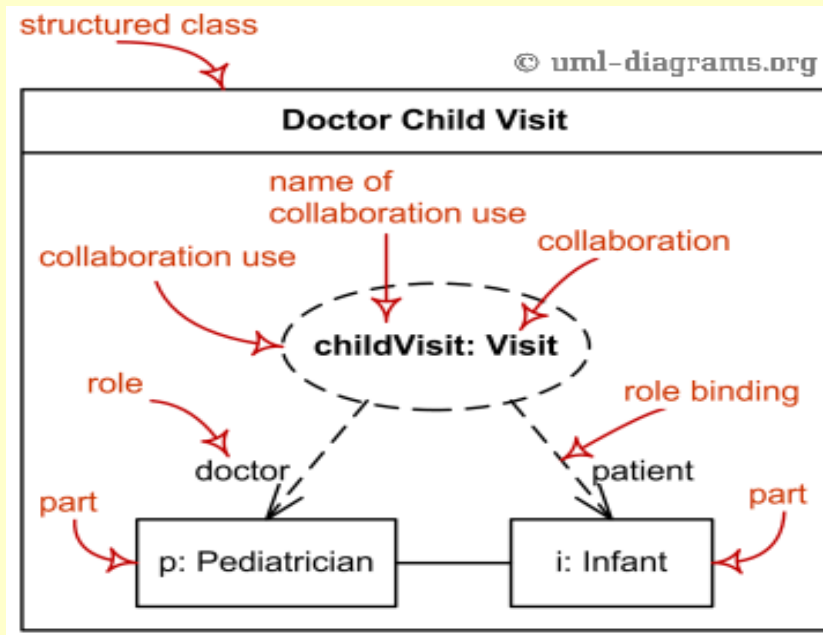 structured class
© uml-diagrams.org
Doctor Child Visit
name of
collaboration use
collaboration use
collaboration
childVisit: Visit
role
role binding
doctor
patient
part
part
p: Pediatrician
i: Infant